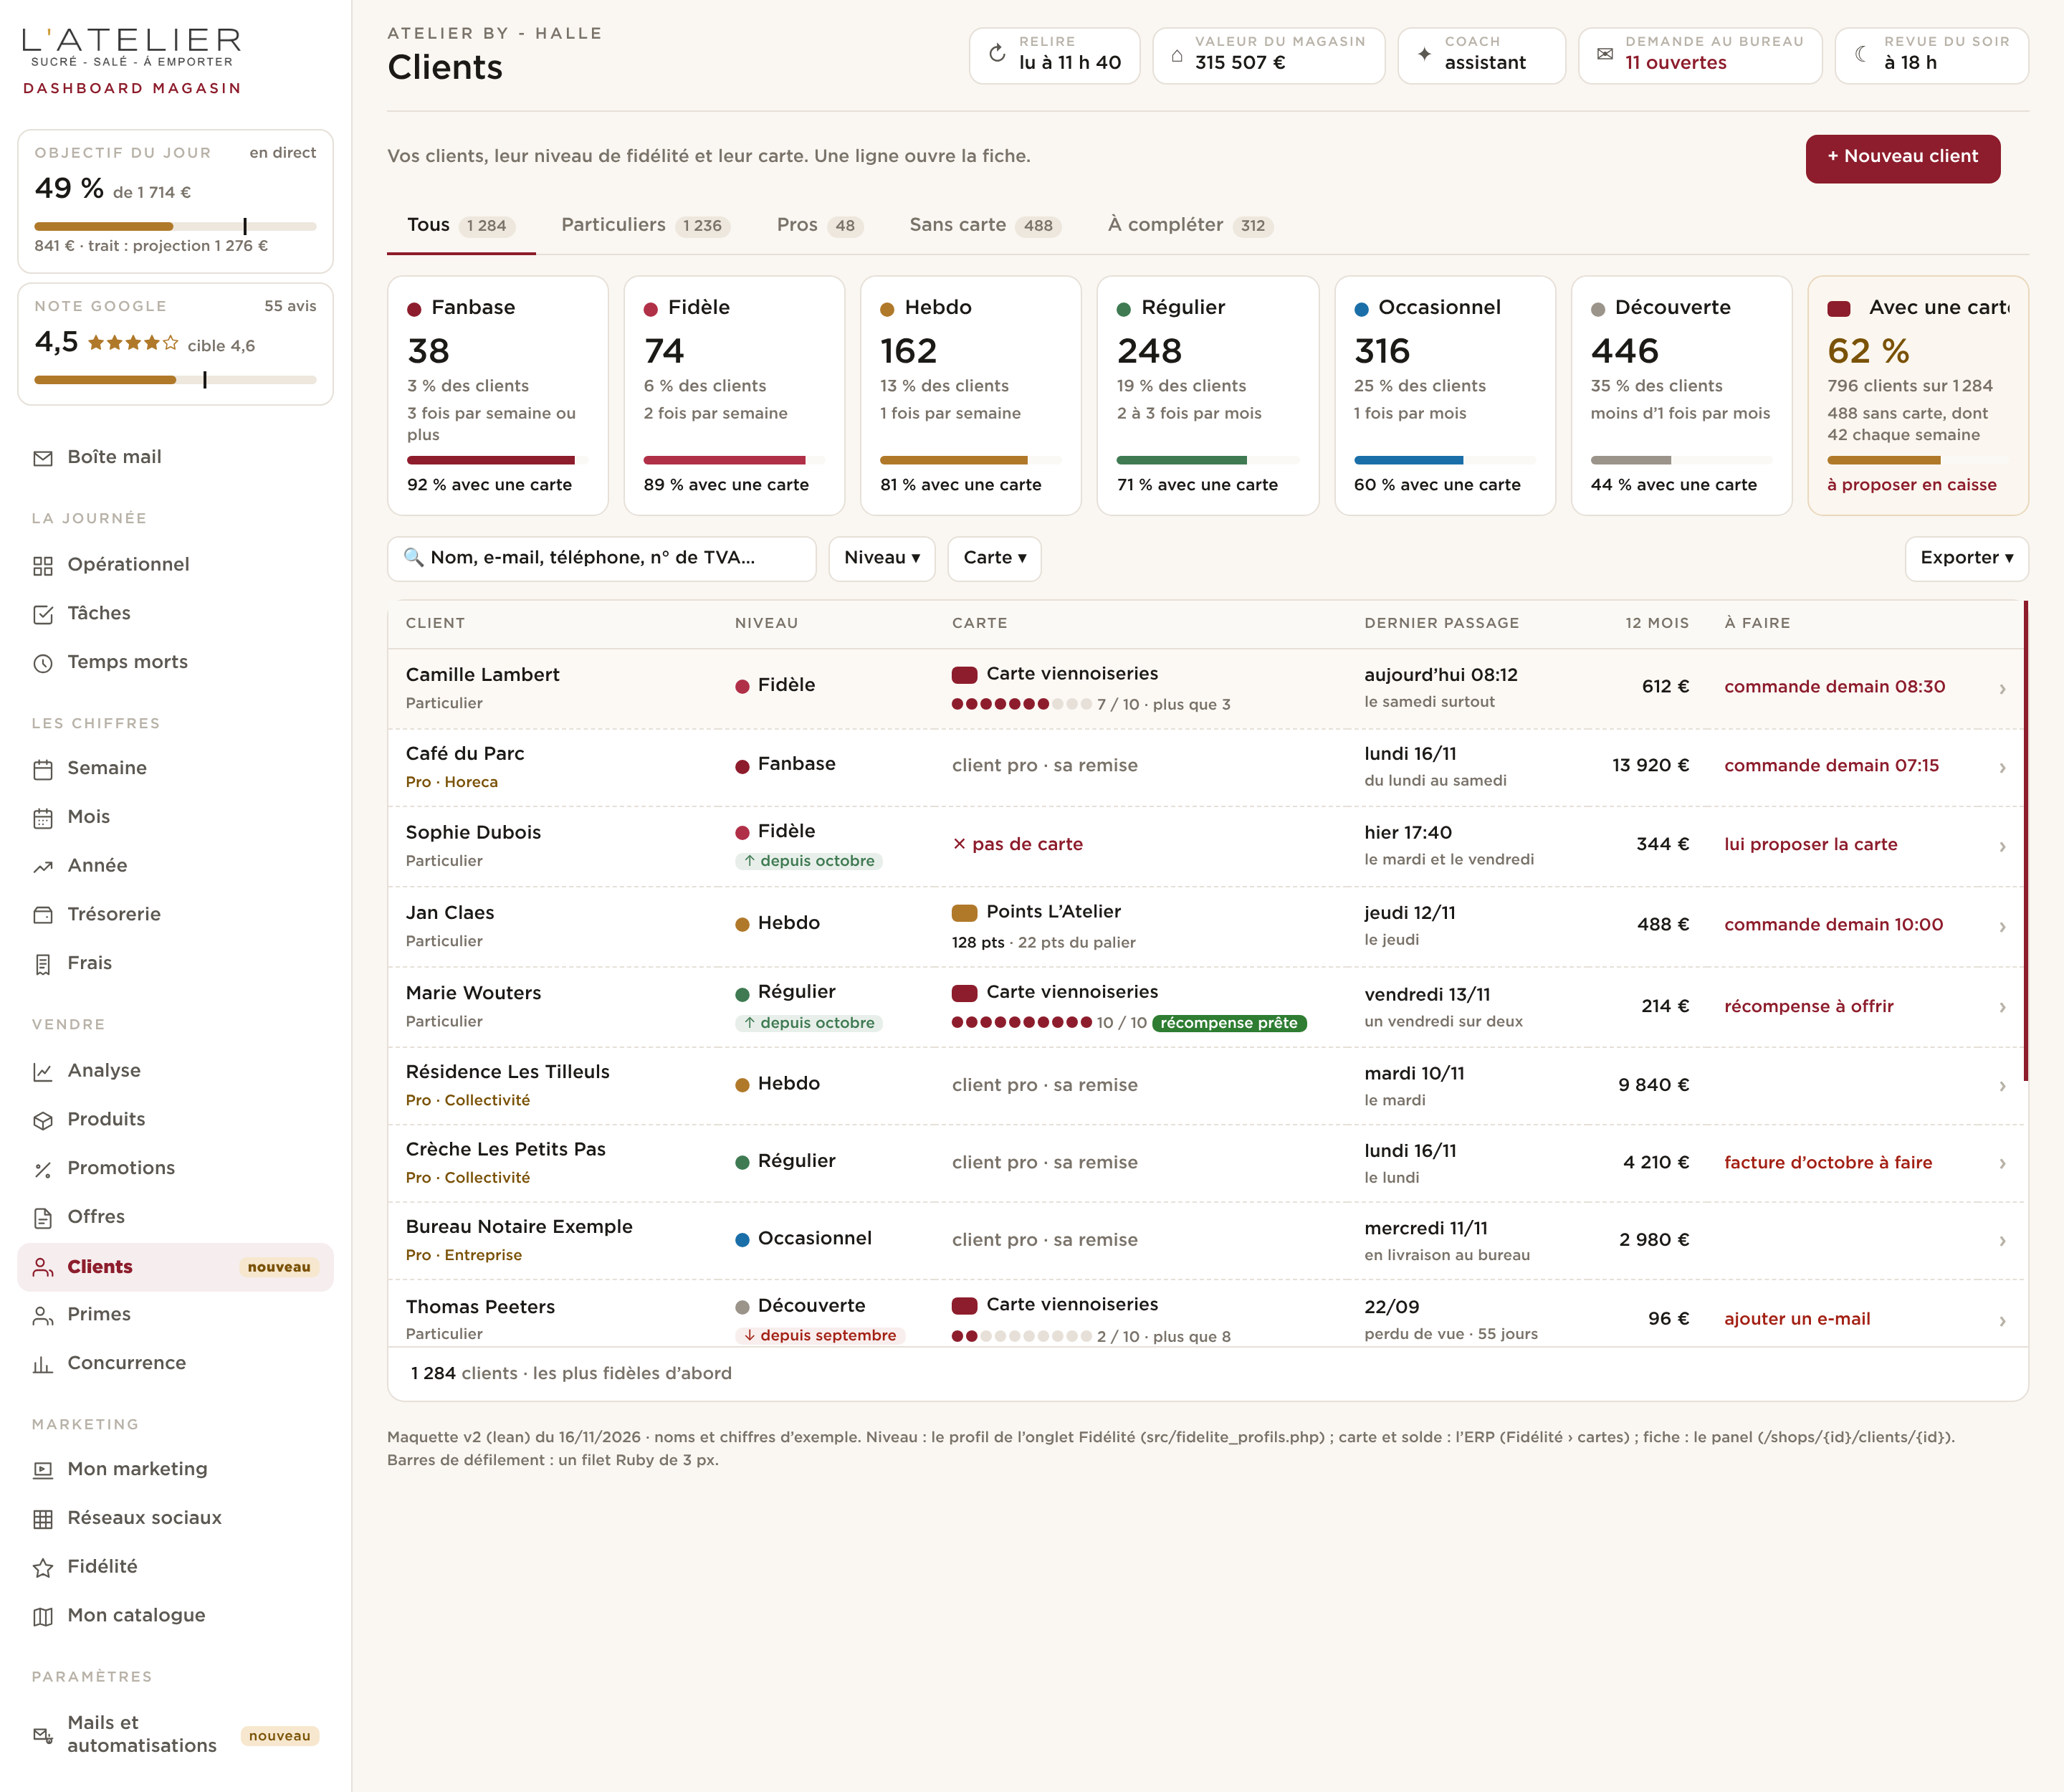 L'ATELIER
SUCRÉ - SALÉ - À EMPORTER
DASHBOARD MAGASIN
OBJECTIF DU JOUR en direct
49 % de 1 714 €
841 € · trait : projection 1 276 €
NOTE GOOGLE 55 avis
4,5 ★★★★☆ cible 4,6
Boîte mail
LA JOURNÉE
Opérationnel
Tâches
Temps morts
LES CHIFFRES
Semaine
Mois
Année
Trésorerie
Frais
VENDRE
Analyse
Produits
Promotions
Offres
Clients nouveau
Primes
Concurrence
MARKETING
Mon marketing
Réseaux sociaux
Fidélité
Mon catalogue
PARAMÈTRES
Mails et
automatisations nouveau
ATELIER BY - HALLE
Clients
RELIRE
lu à 11 h 40
VALEUR DU MAGASIN
315 507 €
COACH
assistant
DEMANDE AU BUREAU
11 ouvertes
REVUE DU SOIR
à 18 h
Vos clients, leur niveau de fidélité et leur carte. Une ligne ouvre la fiche.
+ Nouveau client
Tous 1 284 Particuliers 1 236 Pros 48 Sans carte 488 À compléter 312
Fanbase
38
3 % des clients
3 fois par semaine ou
plus
92 % avec une carte
Fidèle
74
6 % des clients
2 fois par semaine
89 % avec une carte
Hebdo
162
13 % des clients
1 fois par semaine
81 % avec une carte
Régulier
248
19 % des clients
2 à 3 fois par mois
71 % avec une carte
Occasionnel
316
25 % des clients
1 fois par mois
60 % avec une carte
Découverte
446
35 % des clients
moins d’1 fois par mois
44 % avec une carte
Avec une cart
62 %
796 clients sur 1 284
488 sans carte, dont
42 chaque semaine
à proposer en caisse
🔍 Nom, e-mail, téléphone, n° de TVA...
Niveau ▾
Carte ▾
Exporter ▾
CLIENT NIVEAU CARTE DERNIER PASSAGE 12 MOIS À FAIRE
Camille Lambert
Particulier
Fidèle
Carte viennoiseries
7 / 10 · plus que 3
aujourd’hui 08:12
le samedi surtout
612 €
commande demain 08:30 ›
Café du Parc
Pro · Horeca
Fanbase
client pro · sa remise
lundi 16/11
du lundi au samedi
13 920 €
commande demain 07:15 ›
Sophie Dubois
Particulier
Fidèle
↑ depuis octobre
✕ pas de carte
hier 17:40
le mardi et le vendredi
344 €
lui proposer la carte ›
Jan Claes
Particulier
Hebdo
Points L’Atelier
128 pts · 22 pts du palier
jeudi 12/11
le jeudi
488 €
commande demain 10:00 ›
Marie Wouters
Particulier
Régulier
↑ depuis octobre
Carte viennoiseries
10 / 10 récompense prête
vendredi 13/11
un vendredi sur deux
214 €
récompense à offrir ›
Résidence Les Tilleuls
Pro · Collectivité
Hebdo
client pro · sa remise
mardi 10/11
le mardi
9 840 €
›
Crèche Les Petits Pas
Pro · Collectivité
Régulier
client pro · sa remise
lundi 16/11
le lundi
4 210 €
facture d’octobre à faire ›
Bureau Notaire Exemple
Pro · Entreprise
Occasionnel
client pro · sa remise
mercredi 11/11
en livraison au bureau
2 980 €
›
Thomas Peeters
Particulier
Découverte
↓ depuis septembre
Carte viennoiseries
2 / 10 · plus que 8
22/09
perdu de vue · 55 jours
96 €
ajouter un e-mail ›
1 284 clients · les plus fidèles d’abord
Maquette v2 (lean) du 16/11/2026 · noms et chiffres d’exemple. Niveau : le profil de l’onglet Fidélité (src/fidelite_profils.php) ; carte et solde : l’ERP (Fidélité › cartes) ; fiche : le panel (/shops/{id}/clients/{id}).
Barres de défilement : un filet Ruby de 3 px.